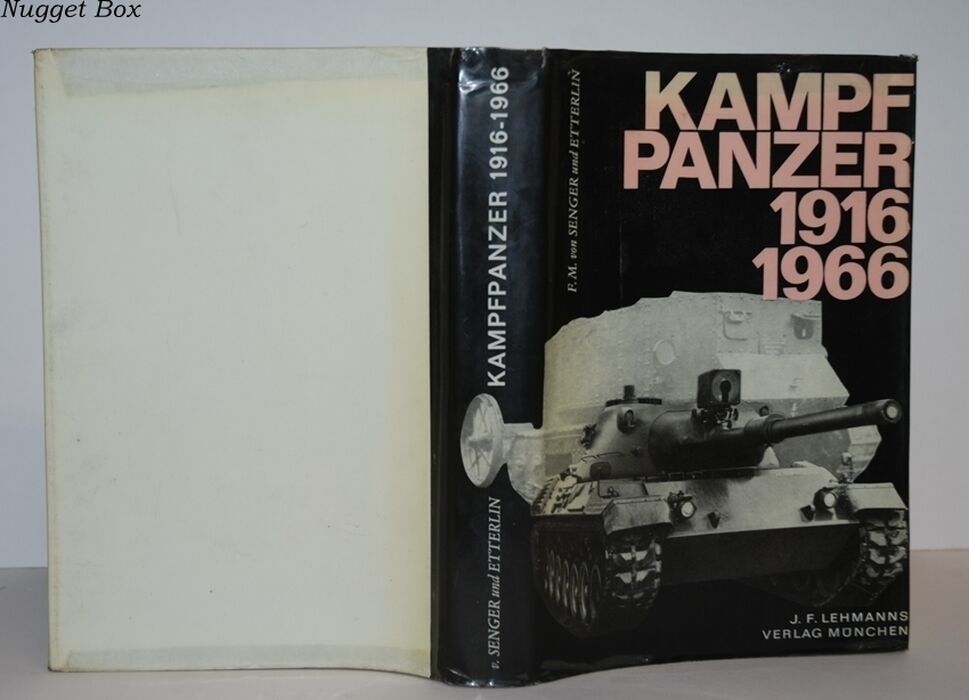 Nugget Box
KAMPFPANZER 1916-1966
v. SENGER und ETTERLIN
F. M. von SENGER und ETTERLIN
KAMPF
PANZER
1916
1966
J. F. LEHMANNS
VERLAG MÜNCHEN